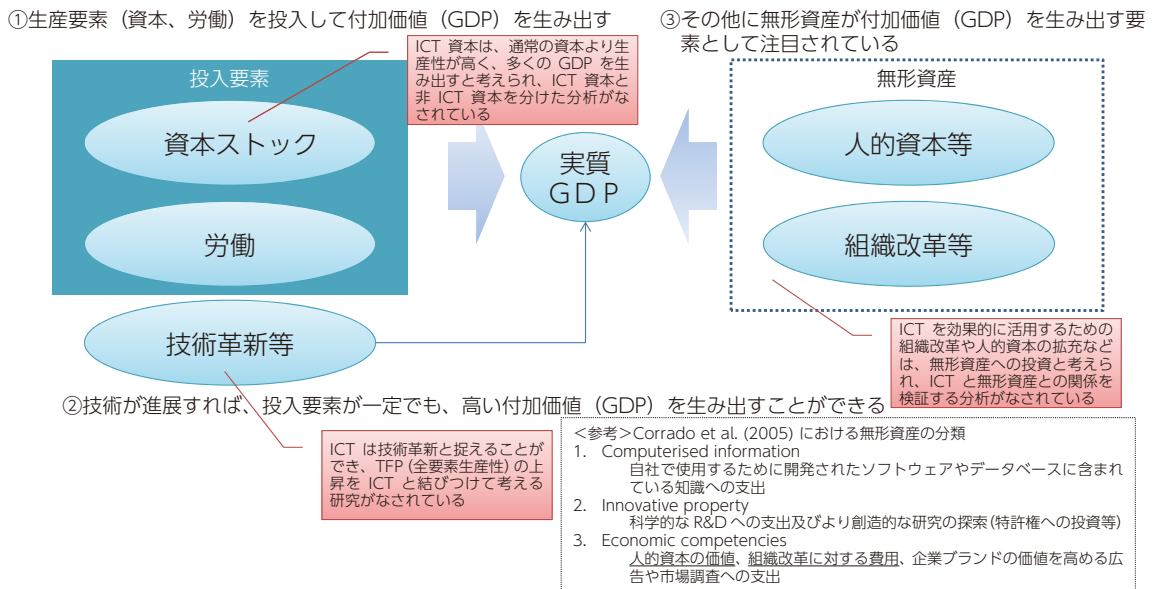 ①生産要素（資本、労働）を投入して付加価値（GDP）を生み出す
③その他に無形資産が付加価値（GDP）を生み出す要
素として注目されている
ICT 資本は、通常の資本より生
産性が高く、多くの GDP を生
み出すと考えられ、ICT 資本と
非 ICT 資本を分けた分析がな
されている
投入要素
資本ストック
労働
技術革新等
実質
ＧＤＰ
無形資産
人的資本等
組織改革等
ICT を効果的に活用するための
組織改革や人的資本の拡充など
は、無形資産への投資と考えら
れ、ICT と無形資産との関係を
検証する分析がなされている
②技術が進展すれば、投入要素が一定でも、高い付加価値（GDP）を生み出すことができる
ICT は技術革新と捉えることが
でき、TFP（全要素生産性）の上
昇を ICT と結びつけて考える
研究がなされている
＜参考＞Corrado et al. (2005) における無形資産の分類
1. Computerised information
自社で使用するために開発されたソフトウェアやデータベースに含まれ
ている知識への支出
2. Innovative property
科学的な R&D への支出及びより創造的な研究の探索（特許権への投資等）
3. Economic competencies
人的資本の価値、組織改革に対する費用、企業ブランドの価値を高める広
告や市場調査への支出